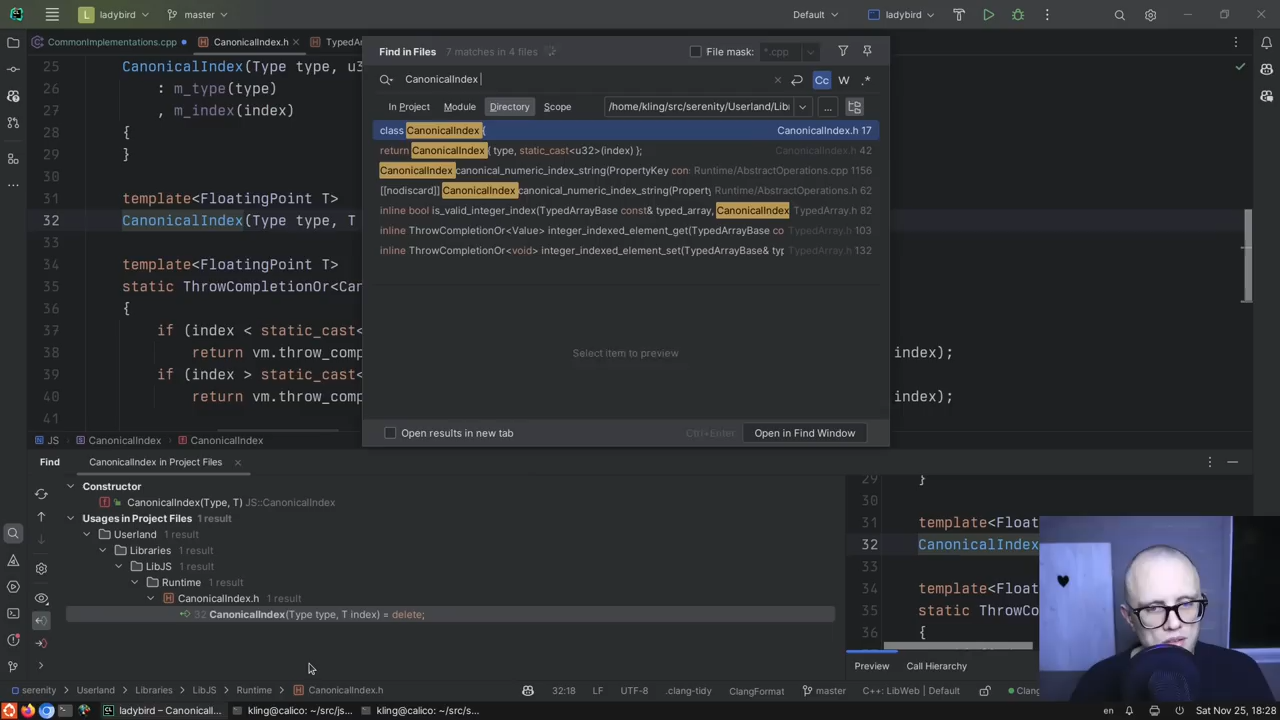 L ladybird master Default ladybird
CommonImplementations.cpp CanonicalIndex.h TypedAr
25 CanonicalIndex(Type type, u3
26 : m_type(type)
27 , m_index(index)
28 {
29 }
30
31 template<FloatingPoint T>
32 CanonicalIndex(Type type, T
33
34 template<FloatingPoint T>
35 static ThrowCompletionOr<Can
36 {
37 if (index < static_cast<
38 return vm.throw_comp index);
39 if (index > static_cast<
40 return vm.throw_comp index);
41
Find in Files 7 matches in 4 files File mask: *.cpp
CanonicalIndex Cc W .*
In Project Module Directory Scope /home/kling/src/serenity/Userland/Lib ...
class CanonicalIndex { CanonicalIndex.h 17
return CanonicalIndex { type, static_cast<u32>(index) }; CanonicalIndex.h 42
CanonicalIndex canonical_numeric_index_string(PropertyKey con Runtime/AbstractOperations.cpp 1156
[[nodiscard]] CanonicalIndex canonical_numeric_index_string(Property Runtime/AbstractOperations.h 62
inline bool is_valid_integer_index(TypedArrayBase const& typed_array, CanonicalIndex TypedArray.h 82
inline ThrowCompletionOr<Value> integer_indexed_element_get(TypedArrayBase co TypedArray.h 103
inline ThrowCompletionOr<void> integer_indexed_element_set(TypedArrayBase& typ TypedArray.h 132
Select item to preview
Open results in new tab Ctrl+Enter Open in Find Window
JS CanonicalIndex CanonicalIndex
Find CanonicalIndex in Project Files
Constructor
CanonicalIndex(Type, T) JS::CanonicalIndex
Usages in Project Files 1 result
Userland 1 result
Libraries 1 result
LibJS 1 result
Runtime 1 result
CanonicalIndex.h 1 result
32 CanonicalIndex(Type type, T index) = delete;
29 }
30
31 template<Float
32 CanonicalIndex
33
34 template<Float
35 static ThrowCo
36 {
Preview Call Hierarchy
serenity Userland Libraries LibJS Runtime CanonicalIndex.h 32:18 LF UTF-8 .clang-tidy ClangFormat master C++: LibWeb | Default Clan
ladybird – Canonical... kling@calico: ~/src/js... kling@calico: ~/src/s... en Sat Nov 25, 18:28